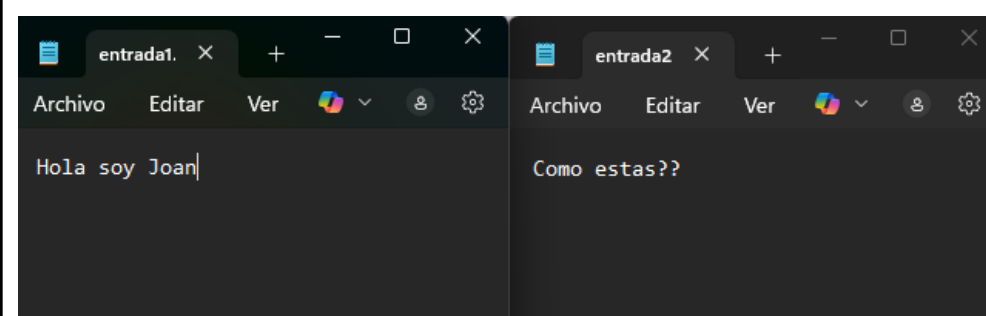 entrada1.
entrada2
Archivo Editar Ver
Archivo Editar Ver
Hola soy Joan
Como estas??